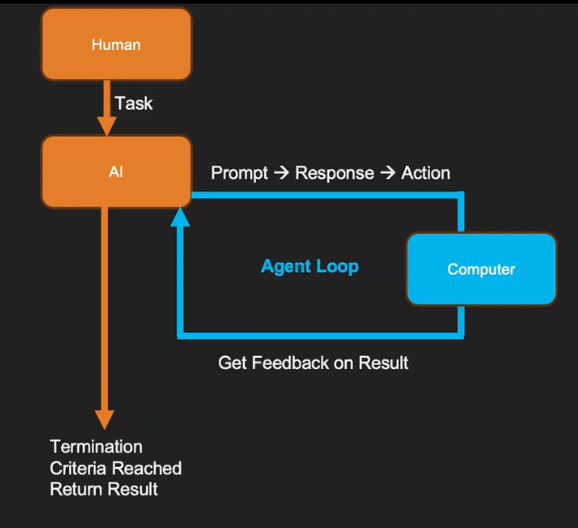 Human
Task
AI
Prompt → Response → Action
Agent Loop
Computer
Get Feedback on Result
Termination
Criteria Reached
Return Result